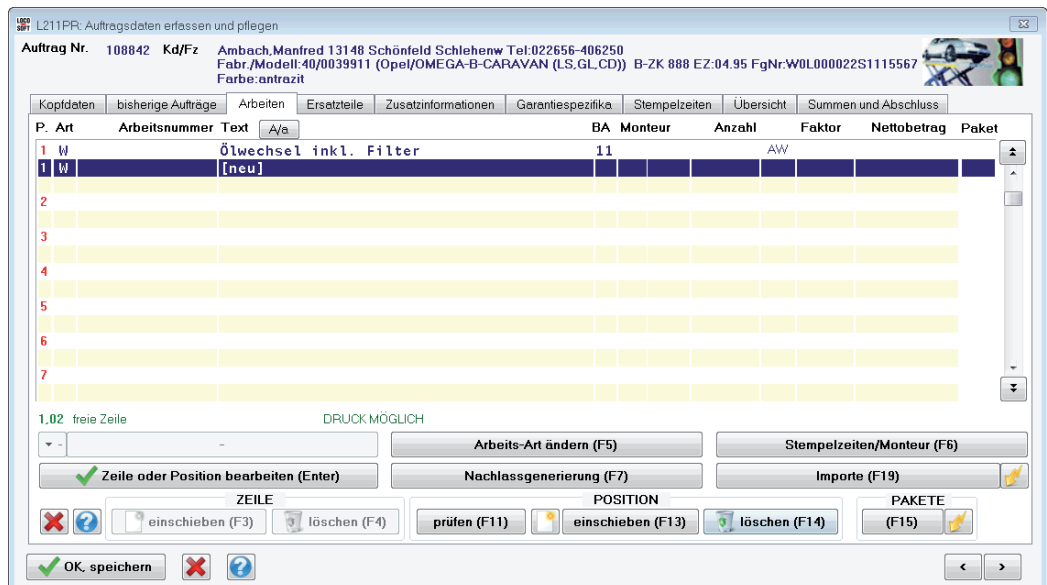 LOCO SOFT L211PR: Auftragsdaten erfassen und pflegen
Auftrag Nr. 108842 Kd/Fz Ambach,Manfred 13148 Schönfeld Schlehenw Tel:022656-406250
Fabr./Modell:40/0039911 (Opel/OMEGA-B-CARAVAN (LS,GL,CD)) B-ZK 888 EZ:04.95 FgNr:W0L000022S1115567
Farbe:antrazit
Kopfdaten bisherige Aufträge Arbeiten Ersatzteile Zusatzinformationen Garantiespezifika Stempelzeiten Übersicht Summen und Abschluss
P. Art Arbeitsnummer Text A/a BA Monteur Anzahl Faktor Nettobetrag Paket
1 W Ölwechsel inkl. Filter 11 AW
1 W [neu]
2
3
4
5
6
7
1,02 freie Zeile DRUCK MÖGLICH
- - Arbeits-Art ändern (F5) Stempelzeiten/Monteur (F6)
Zeile oder Position bearbeiten (Enter) Nachlassgenerierung (F7) Importe (F19)
ZEILE POSITION PAKETE
einschieben (F3) löschen (F4) prüfen (F11) einschieben (F13) löschen (F14) (F15)
OK, speichern